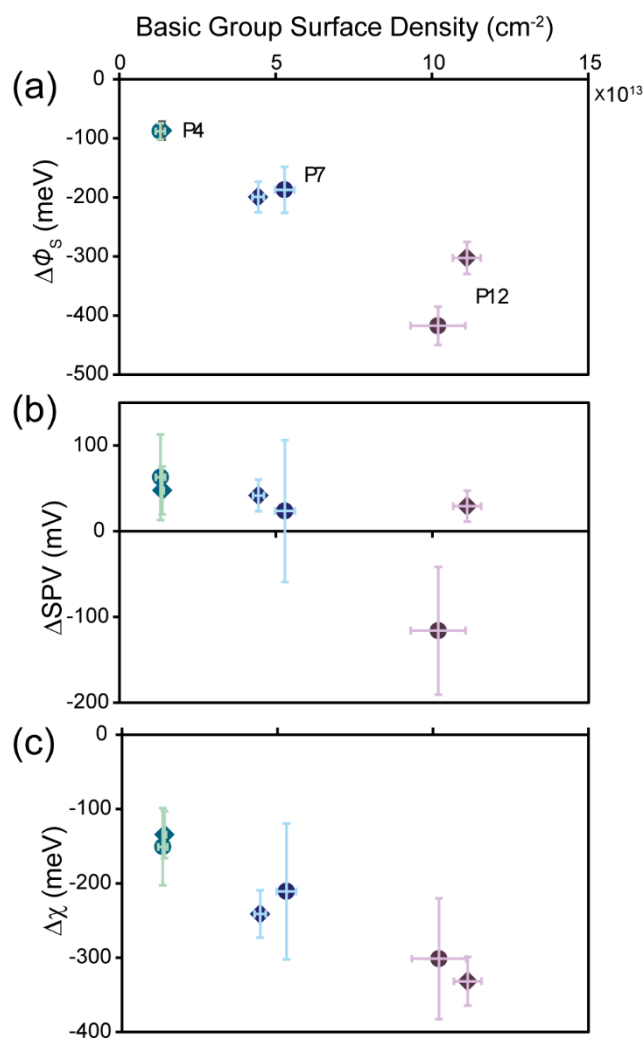 Basic Group Surface Density (cm⁻²)
0 5 10 15
x10¹³
(a)
0
-100
-200
-300
-400
-500
ΔΦₛ (meV)
P4
P7
P12
(b)
100
0
-100
-200
ΔSPV (mV)
(c)
0
-100
-200
-300
-400
Δχ (meV)